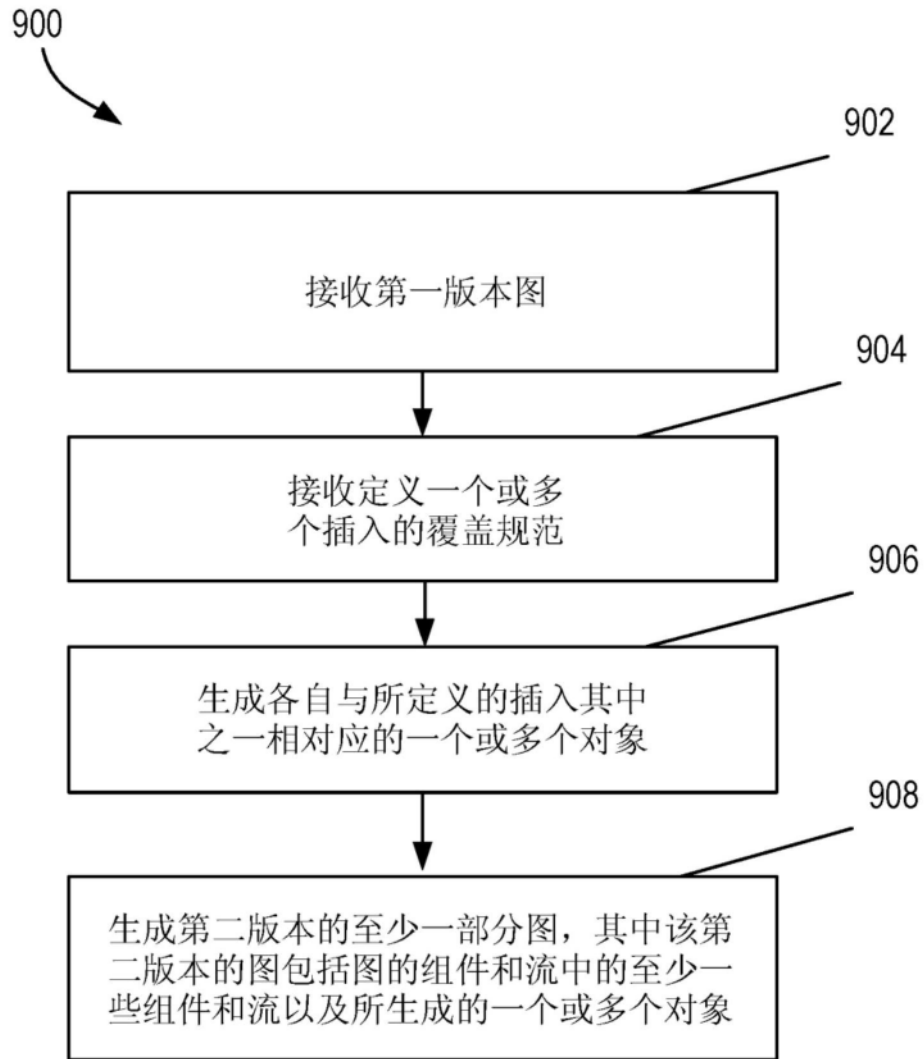 900
902
接收第一版本图
904
接收定义一个或多
个插入的覆盖规范
906
生成各自与所定义的插入其中
之一相对应的一个或多个对象
908
生成第二版本的至少一部分图，其中该第
二版本的图包括图的组件和流中的至少一
些组件和流以及所生成的一个或多个对象